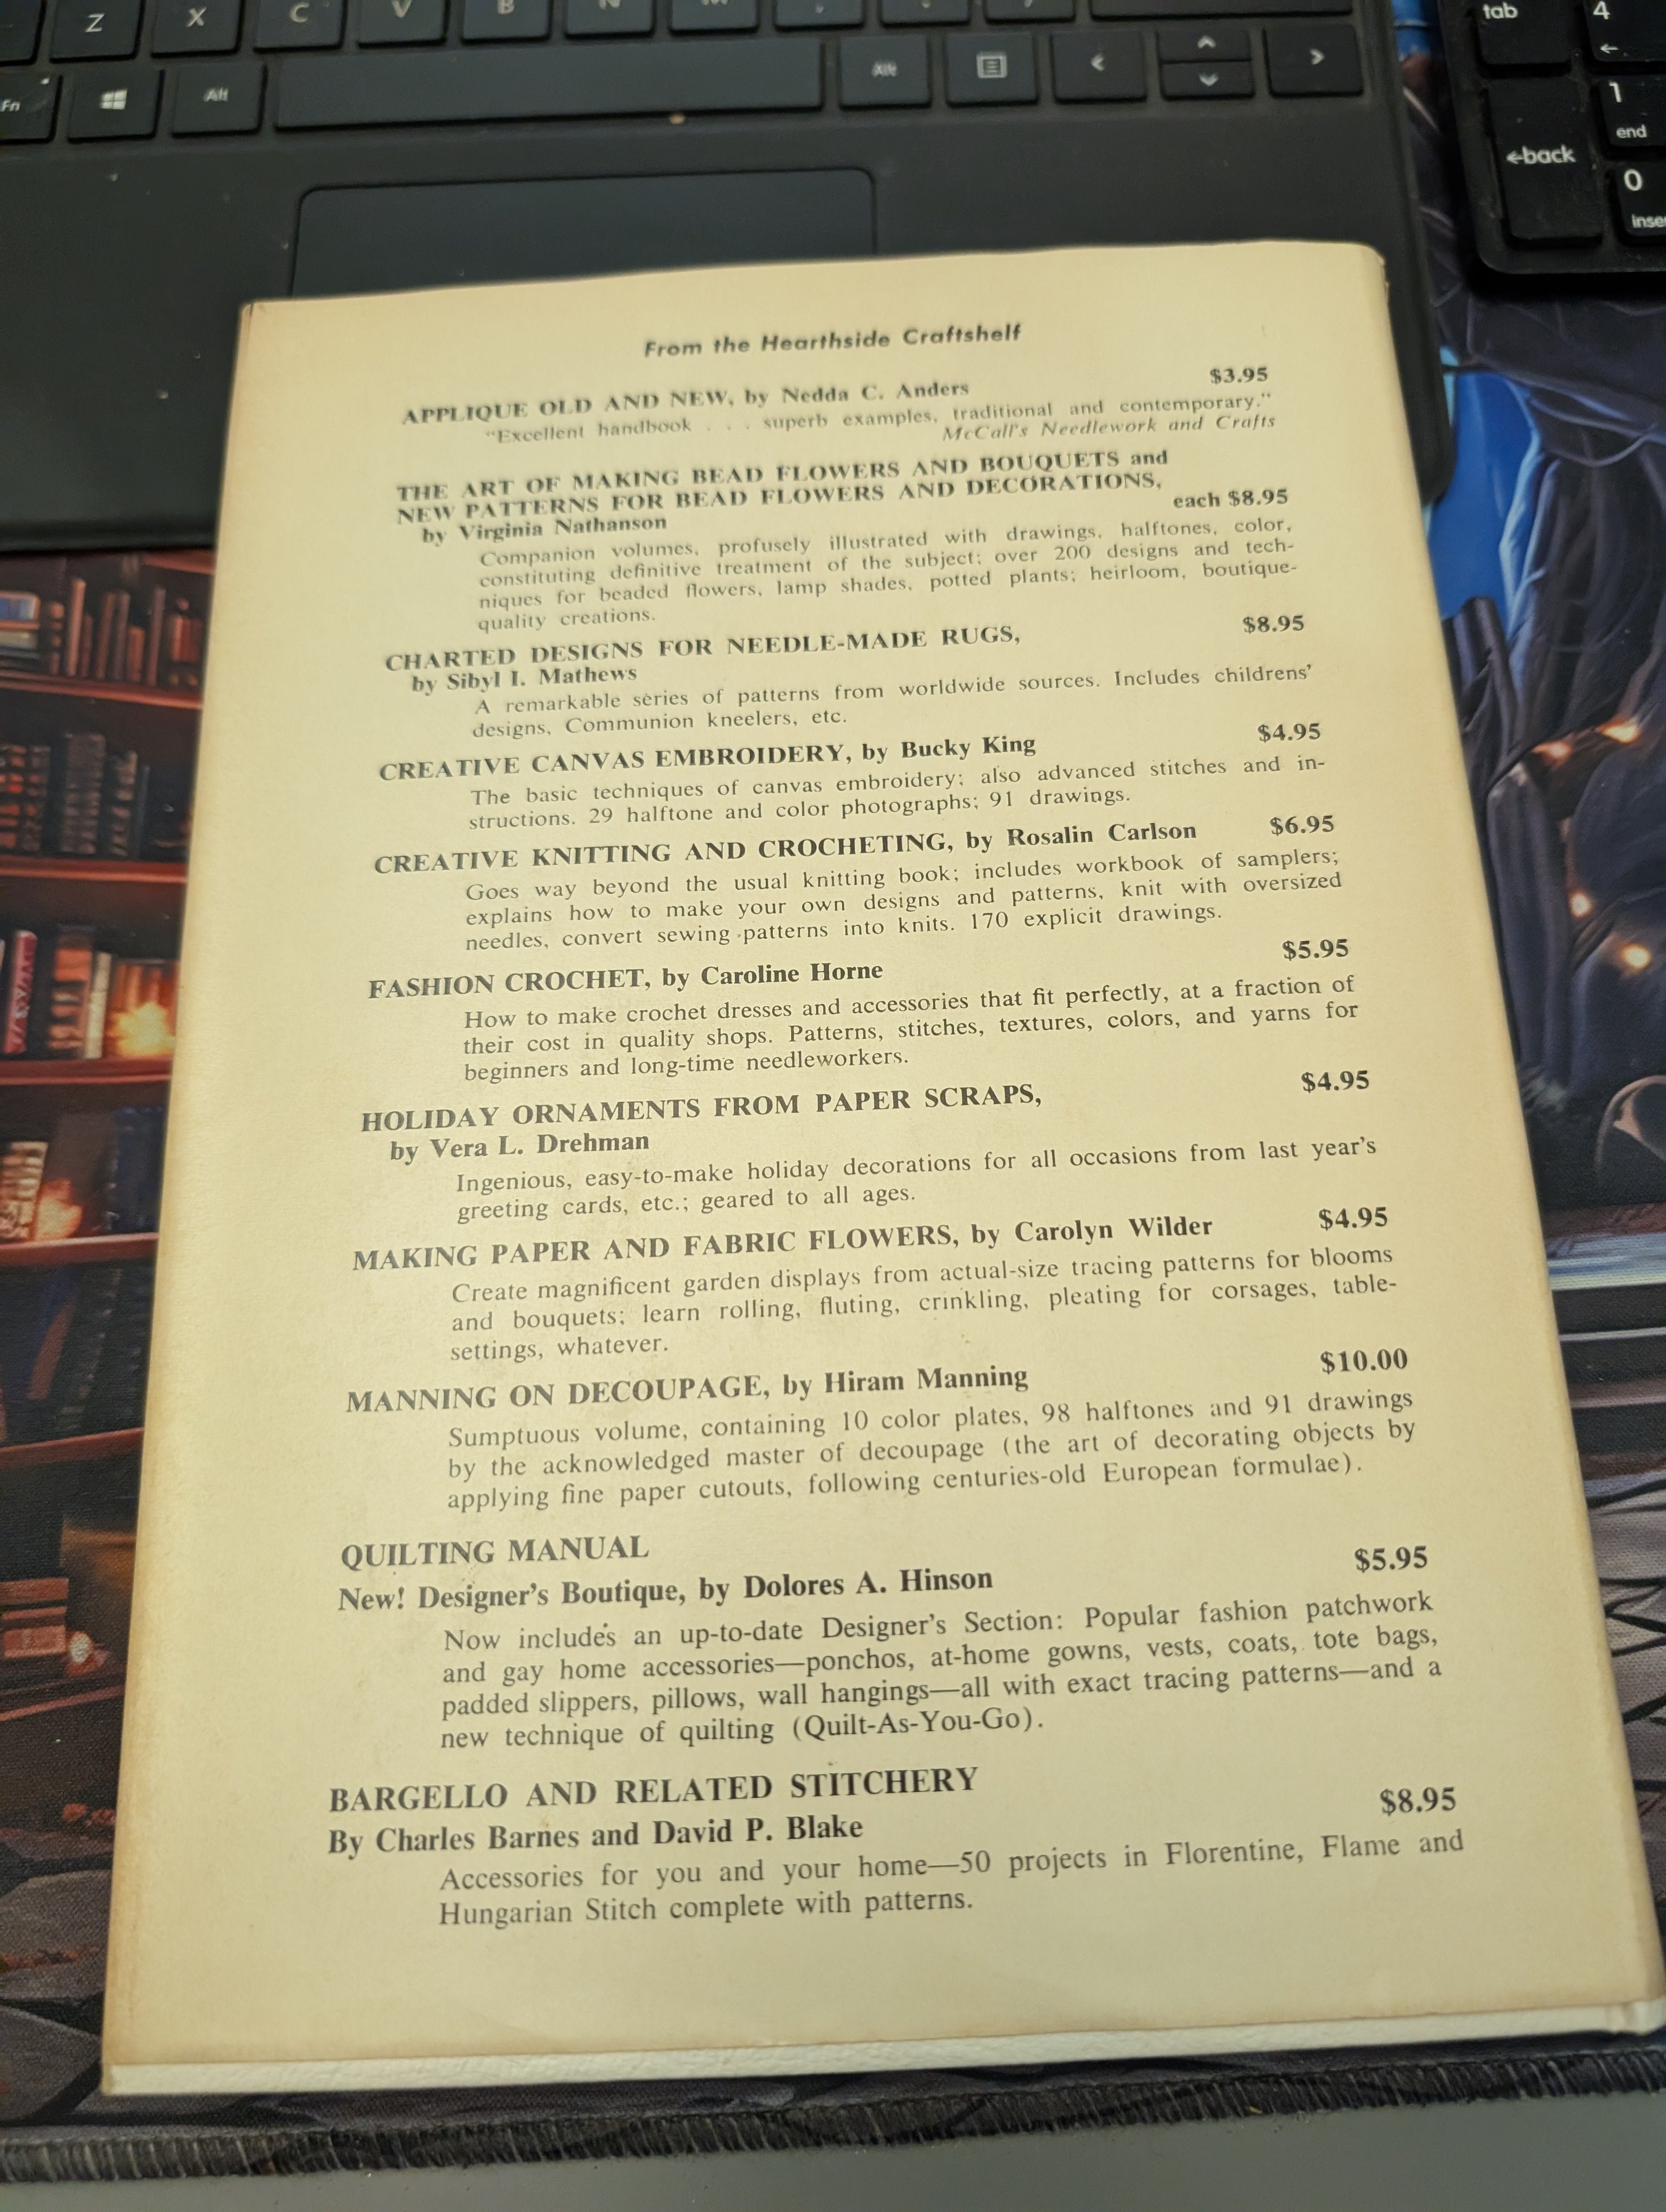 Z X C V B
Fn Alt Alt
tab 4
1
end
←back
0
From the Hearthside Craftshelf
APPLIQUE OLD AND NEW, by Nedda C. Anders $3.95
"Excellent handbook . . . superb examples, traditional and contemporary."
McCall's Needlework and Crafts
THE ART OF MAKING BEAD FLOWERS AND BOUQUETS and
NEW PATTERNS FOR BEAD FLOWERS AND DECORATIONS,
by Virginia Nathanson each $8.95
Companion volumes, profusely illustrated with drawings, halftones, color,
constituting definitive treatment of the subject; over 200 designs and tech-
niques for beaded flowers, lamp shades, potted plants; heirloom, boutique-
quality creations.
CHARTED DESIGNS FOR NEEDLE-MADE RUGS, $8.95
by Sibyl I. Mathews
A remarkable series of patterns from worldwide sources. Includes childrens'
designs, Communion kneelers, etc.
CREATIVE CANVAS EMBROIDERY, by Bucky King $4.95
The basic techniques of canvas embroidery; also advanced stitches and in-
structions. 29 halftone and color photographs; 91 drawings.
CREATIVE KNITTING AND CROCHETING, by Rosalin Carlson $6.95
Goes way beyond the usual knitting book; includes workbook of samplers;
explains how to make your own designs and patterns, knit with oversized
needles, convert sewing patterns into knits. 170 explicit drawings.
FASHION CROCHET, by Caroline Horne $5.95
How to make crochet dresses and accessories that fit perfectly, at a fraction of
their cost in quality shops. Patterns, stitches, textures, colors, and yarns for
beginners and long-time needleworkers.
HOLIDAY ORNAMENTS FROM PAPER SCRAPS, $4.95
by Vera L. Drehman
Ingenious, easy-to-make holiday decorations for all occasions from last year's
greeting cards, etc.; geared to all ages.
MAKING PAPER AND FABRIC FLOWERS, by Carolyn Wilder $4.95
Create magnificent garden displays from actual-size tracing patterns for blooms
and bouquets; learn rolling, fluting, crinkling, pleating for corsages, table-
settings, whatever.
MANNING ON DECOUPAGE, by Hiram Manning $10.00
Sumptuous volume, containing 10 color plates, 98 halftones and 91 drawings
by the acknowledged master of decoupage (the art of decorating objects by
applying fine paper cutouts, following centuries-old European formulae).
QUILTING MANUAL
New! Designer's Boutique, by Dolores A. Hinson $5.95
Now includes an up-to-date Designer's Section: Popular fashion patchwork
and gay home accessories—ponchos, at-home gowns, vests, coats, tote bags,
padded slippers, pillows, wall hangings—all with exact tracing patterns—and a
new technique of quilting (Quilt-As-You-Go).
BARGELLO AND RELATED STITCHERY
By Charles Barnes and David P. Blake $8.95
Accessories for you and your home—50 projects in Florentine, Flame and
Hungarian Stitch complete with patterns.